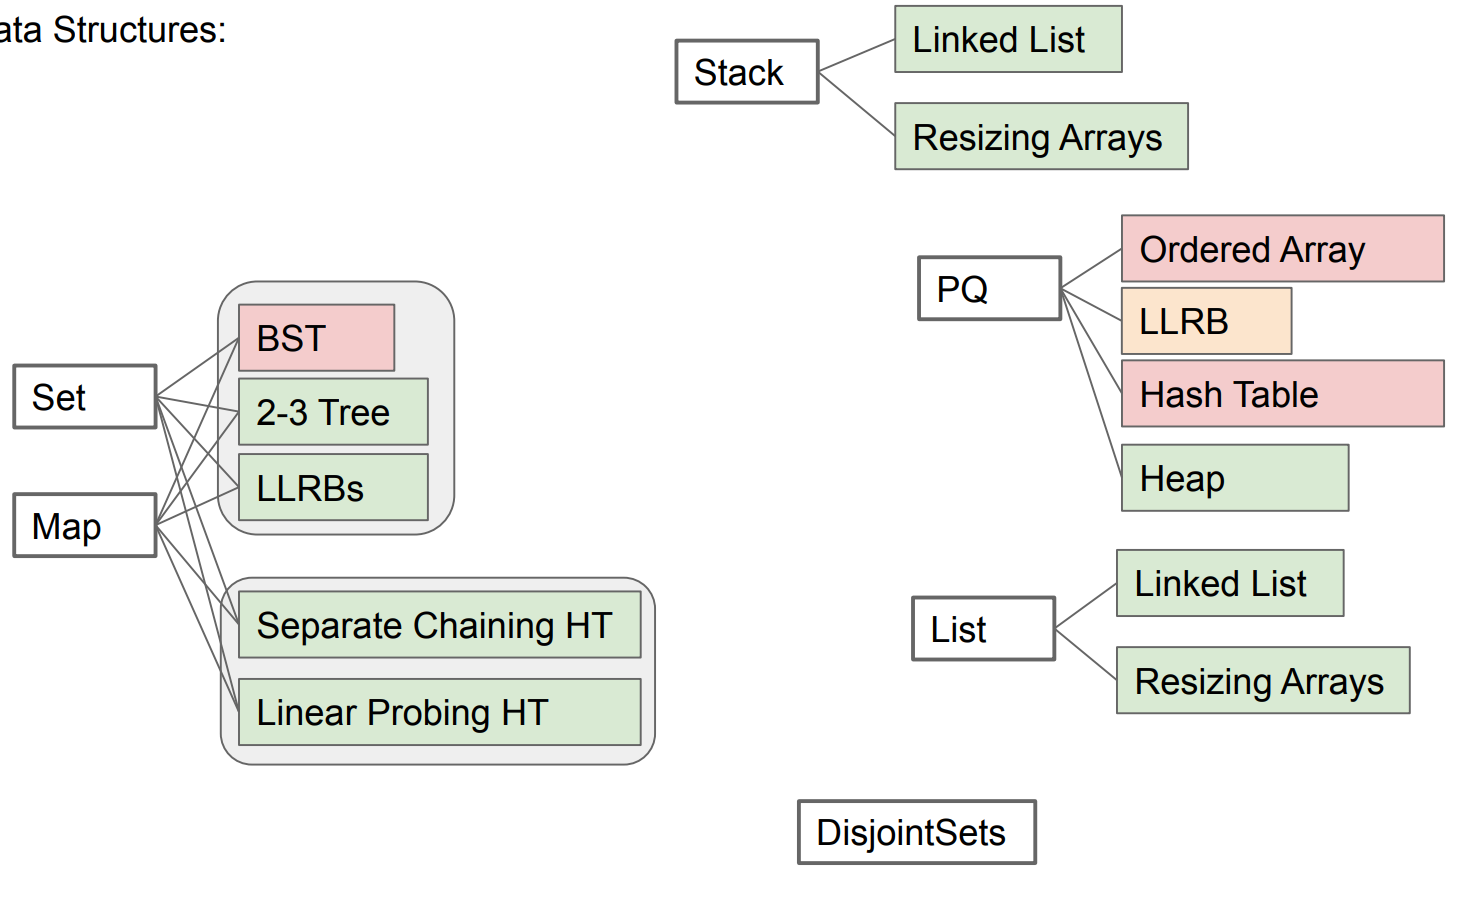 ata Structures:
Stack
Linked List
Resizing Arrays
PQ
Ordered Array
LLRB
Hash Table
Heap
Set
Map
BST
2-3 Tree
LLRBs
Separate Chaining HT
Linear Probing HT
List
Linked List
Resizing Arrays
DisjointSets